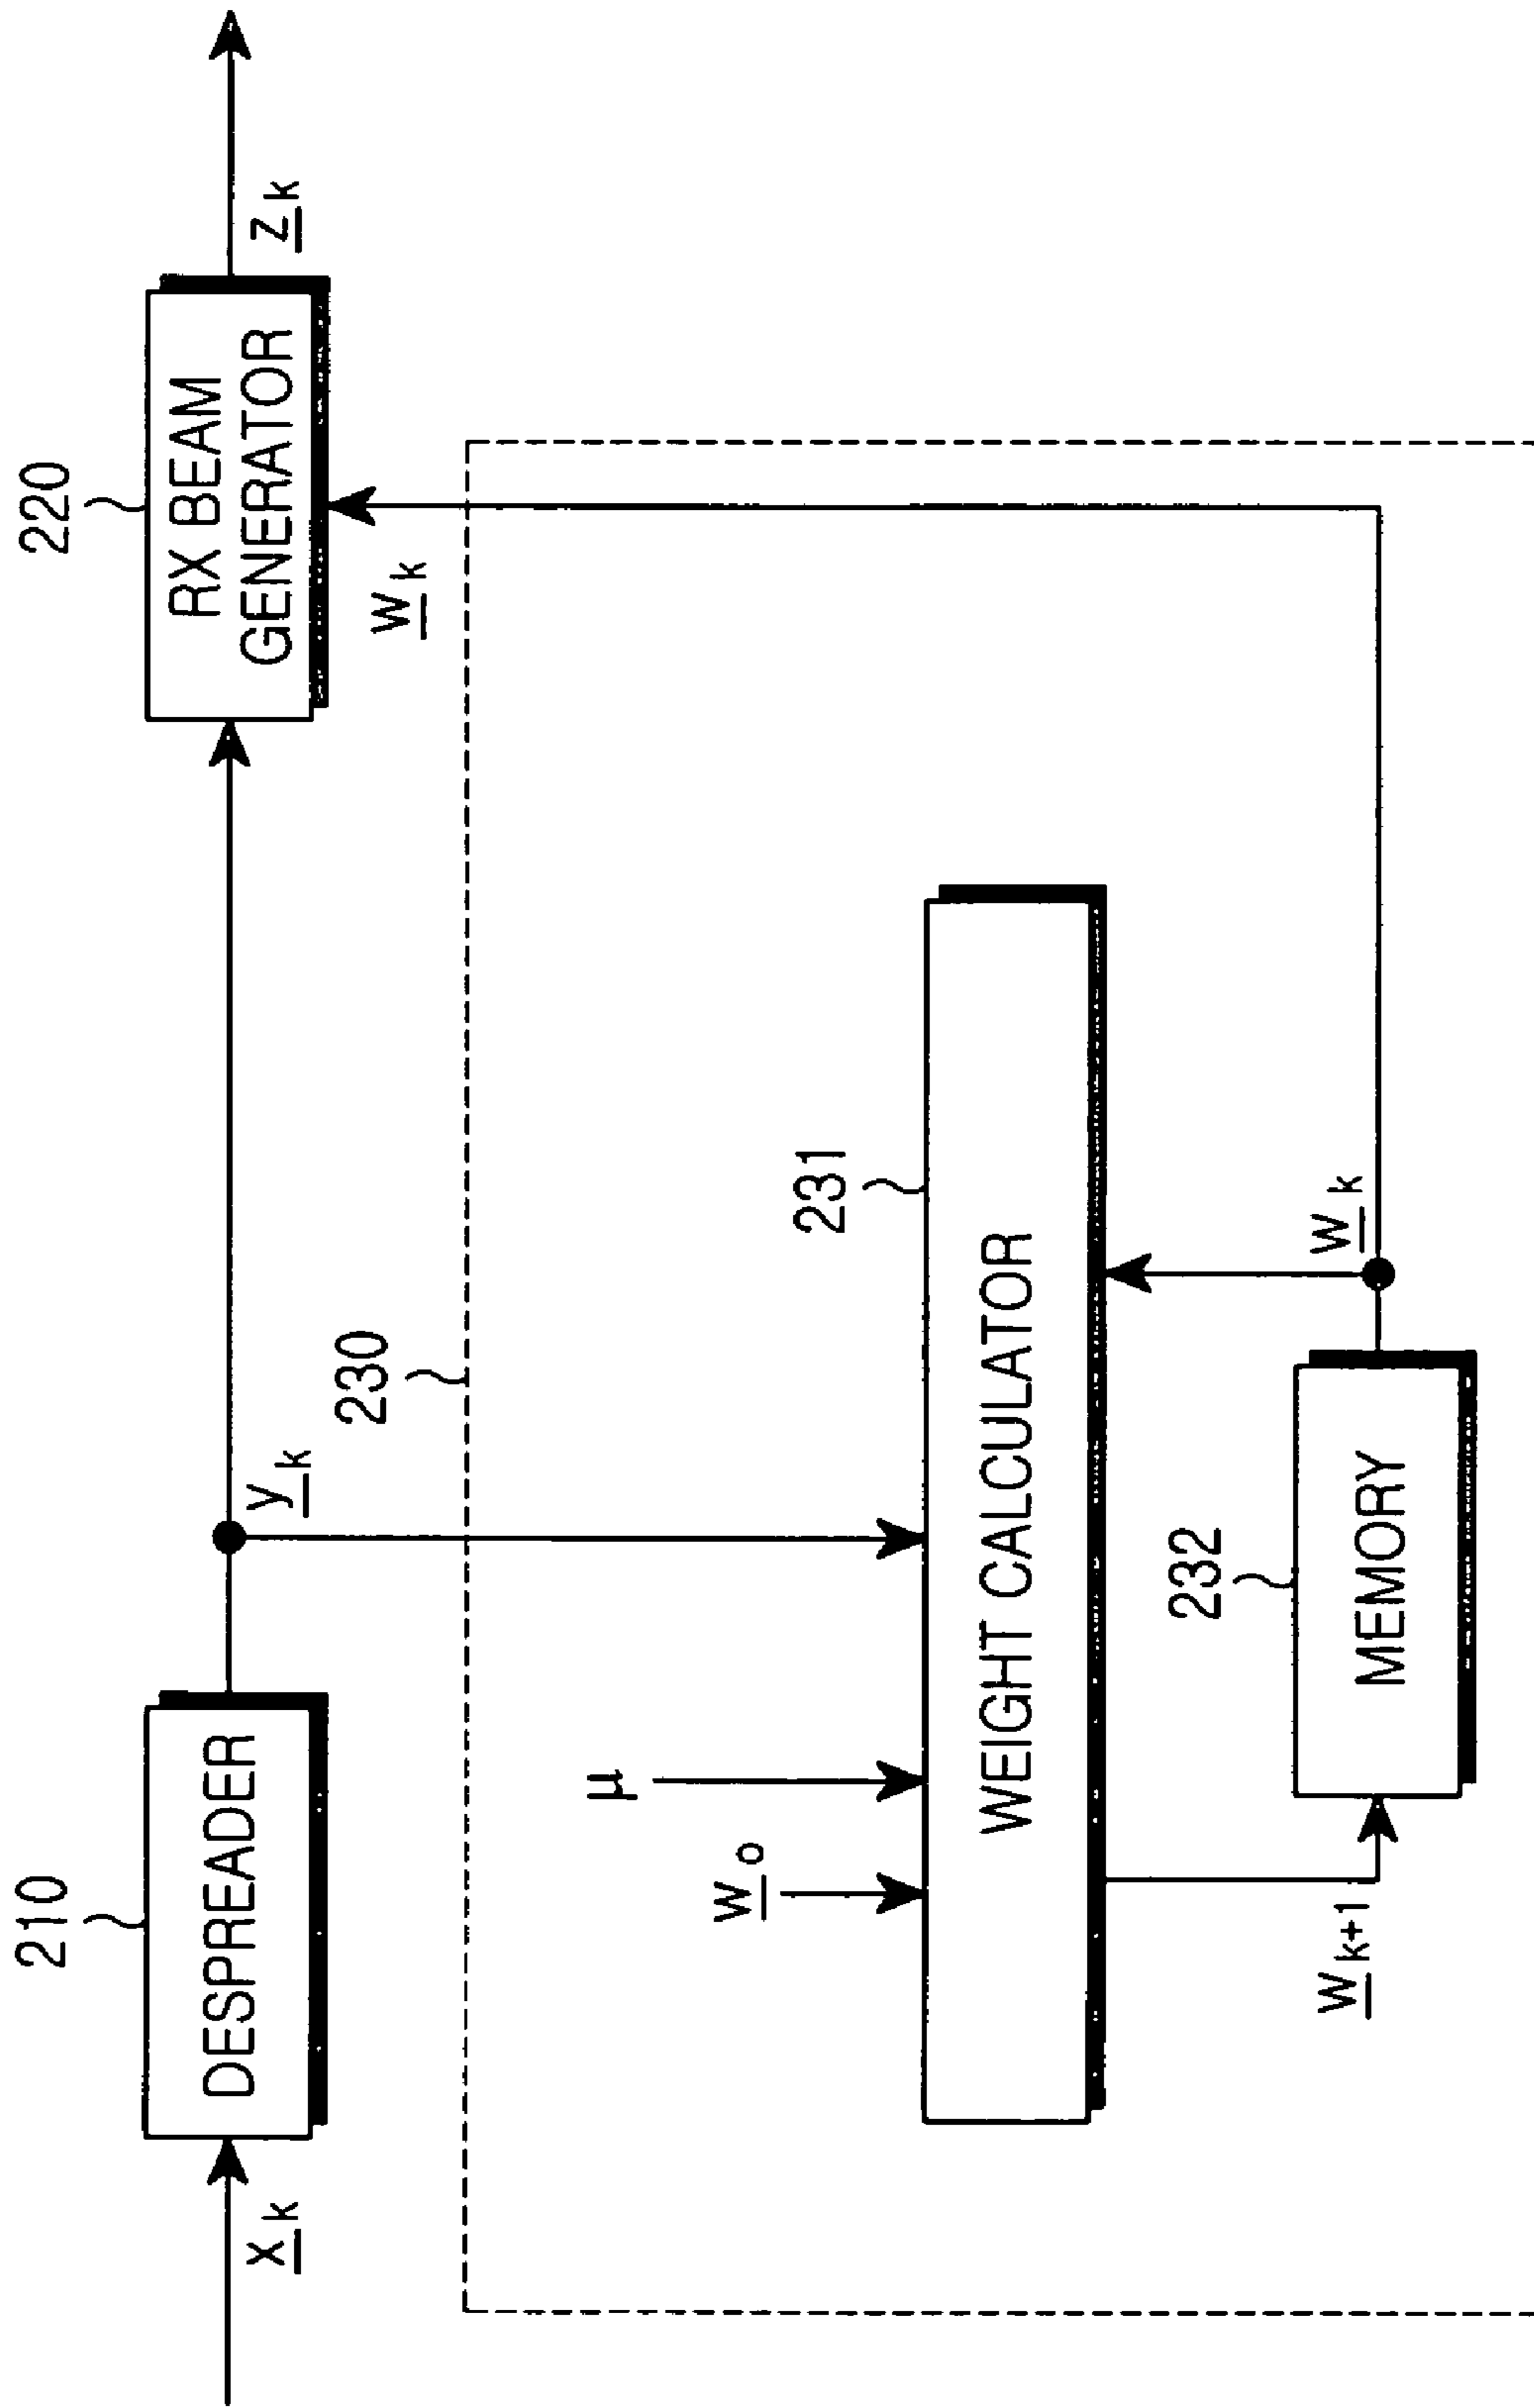 210
220
DESPREADER
RX BEAM
GENERATOR
x_k
y_k
z_k
230
w_k
μ
w_o
231
WEIGHT CALCULATOR
w_k
232
MEMORY
w_k+1